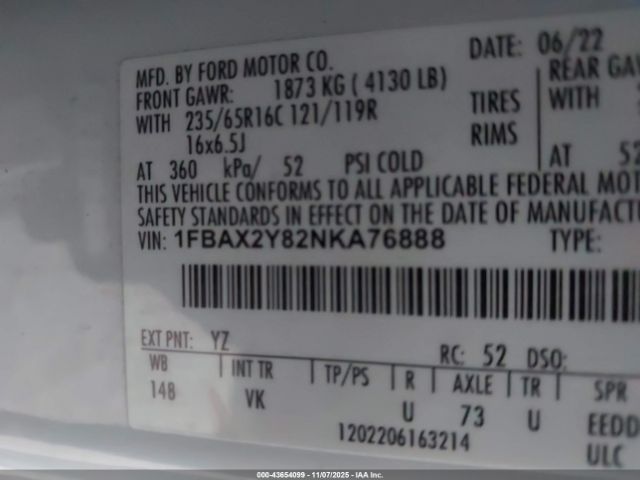 DATE: 06/22
MFD. BY FORD MOTOR CO.
FRONT GAWR: 1873 KG ( 4130 LB) REAR
WITH 235/65R16C 121/119R TIRES WITH
16x6.5J RIMS
AT 360 kPa/ 52 PSI COLD AT 52
THIS VEHICLE CONFORMS TO ALL APPLICABLE FEDERAL
SAFETY STANDARDS IN EFFECT ON THE DATE OF
VIN: 1FBAX2Y82NKA76888 TYPE:
EXT PNT: YZ RC: 52 DSO:
WB INT TR TP/PS R AXLE TR SPR
148 VK U 73 U EEDD
1202206163214 ULC
000-43654099 - 11/07/2025 - IAA Inc.